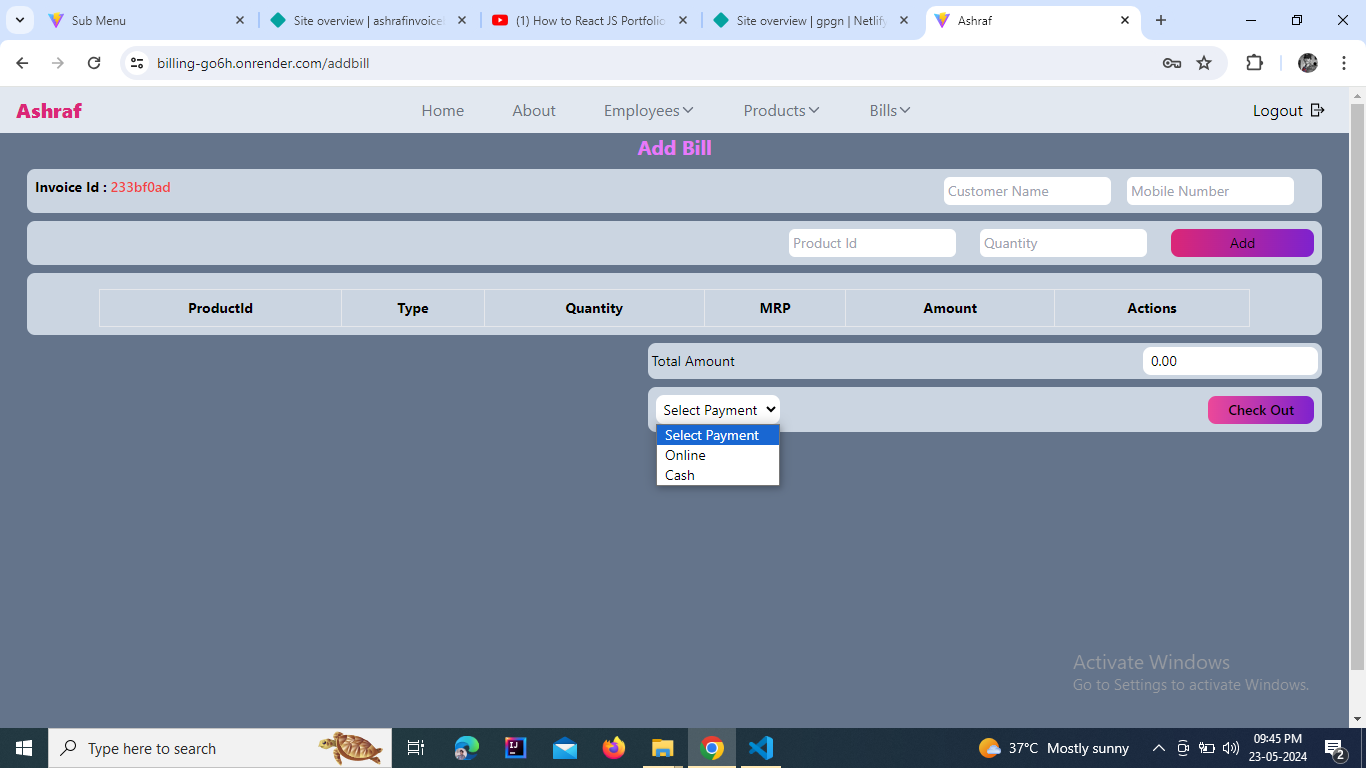 Sub Menu
Site overview | ashrafinvoice
(1) How to React JS Portfolio
Site overview | gpgn | Netlify
Ashraf
billing-go6h.onrender.com/addbill
Ashraf Home About Employees Products Bills Logout
Add Bill
Invoice Id : 233bf0ad Customer Name Mobile Number
Product Id Quantity Add
ProductId Type Quantity MRP Amount Actions
Total Amount 0.00
Select Payment Check Out
Select Payment
Online
Cash
Activate Windows
Go to Settings to activate Windows.
Type here to search
37°C Mostly sunny
09:45 PM
23-05-2024
2